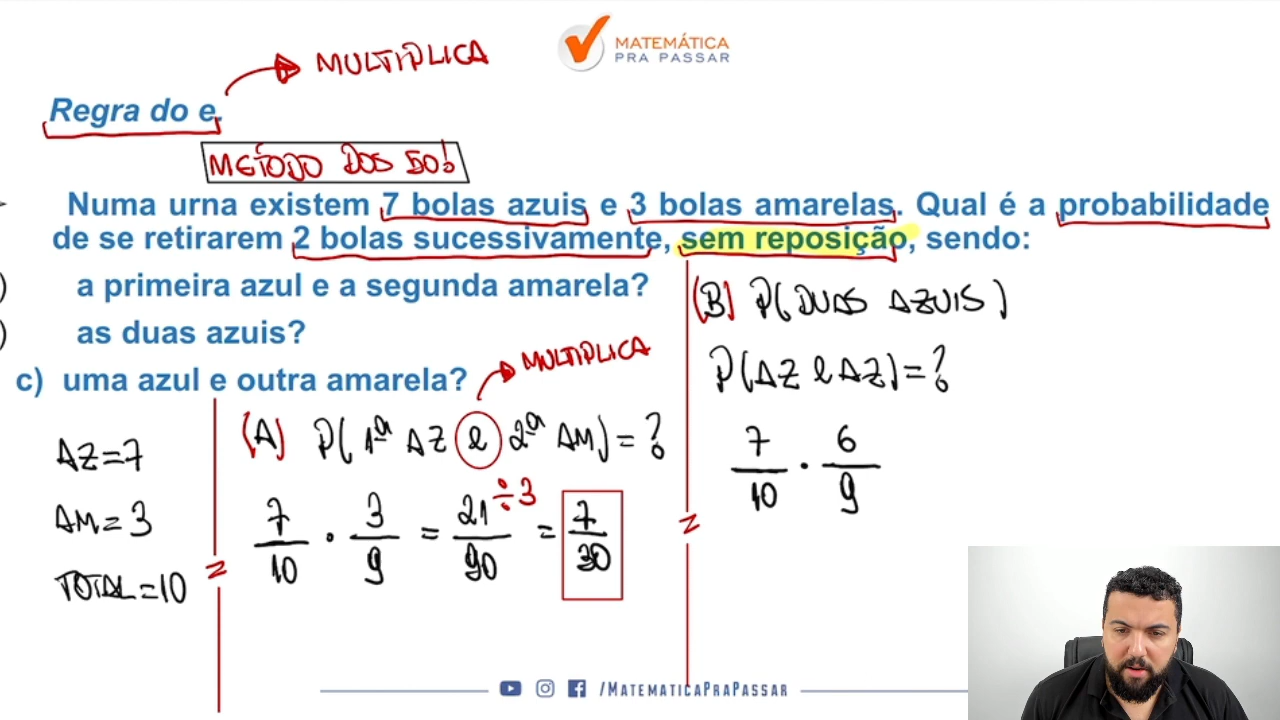 MATEMÁTICA
PRA PASSAR
MULTIPLICA
Regra do e.
MÉTODO DOS 50!
Numa urna existem 7 bolas azuis e 3 bolas amarelas. Qual é a probabilidade
de se retirarem 2 bolas sucessivamente, sem reposição, sendo:
) a primeira azul e a segunda amarela?
) as duas azuis?
c) uma azul e outra amarela?
MULTIPLICA
AZ=7
AM=3
TOTAL=10
(A) P(1ª AZ e 2ª AM)=?
7/10 · 3/9 = 21/90 ÷3 = 7/30
(B) P(DUAS AZUIS)
P(AZ e AZ)=?
7/10 · 6/9
/MATEMATICAPRAPASSAR